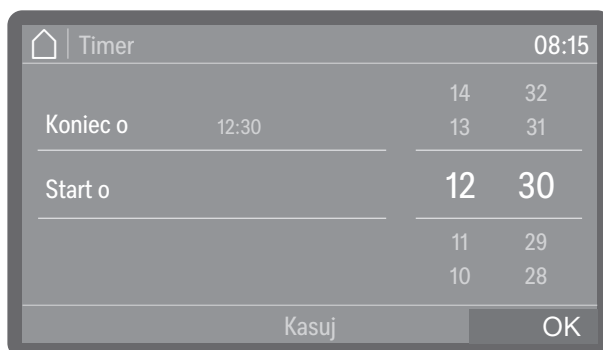 Timer 08:15
14 32
Koniec o 12:30 13 31
Start o 12 30
11 29
10 28
Kasuj OK